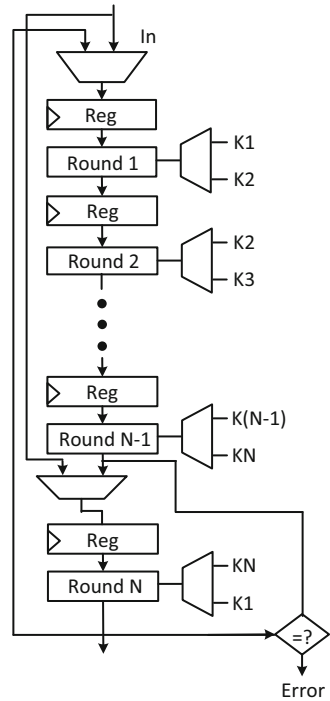 In
Reg
Round 1
K1
K2
Reg
Round 2
K2
K3
Reg
Round N-1
K(N-1)
KN
Reg
Round N
KN
K1
=?
Error